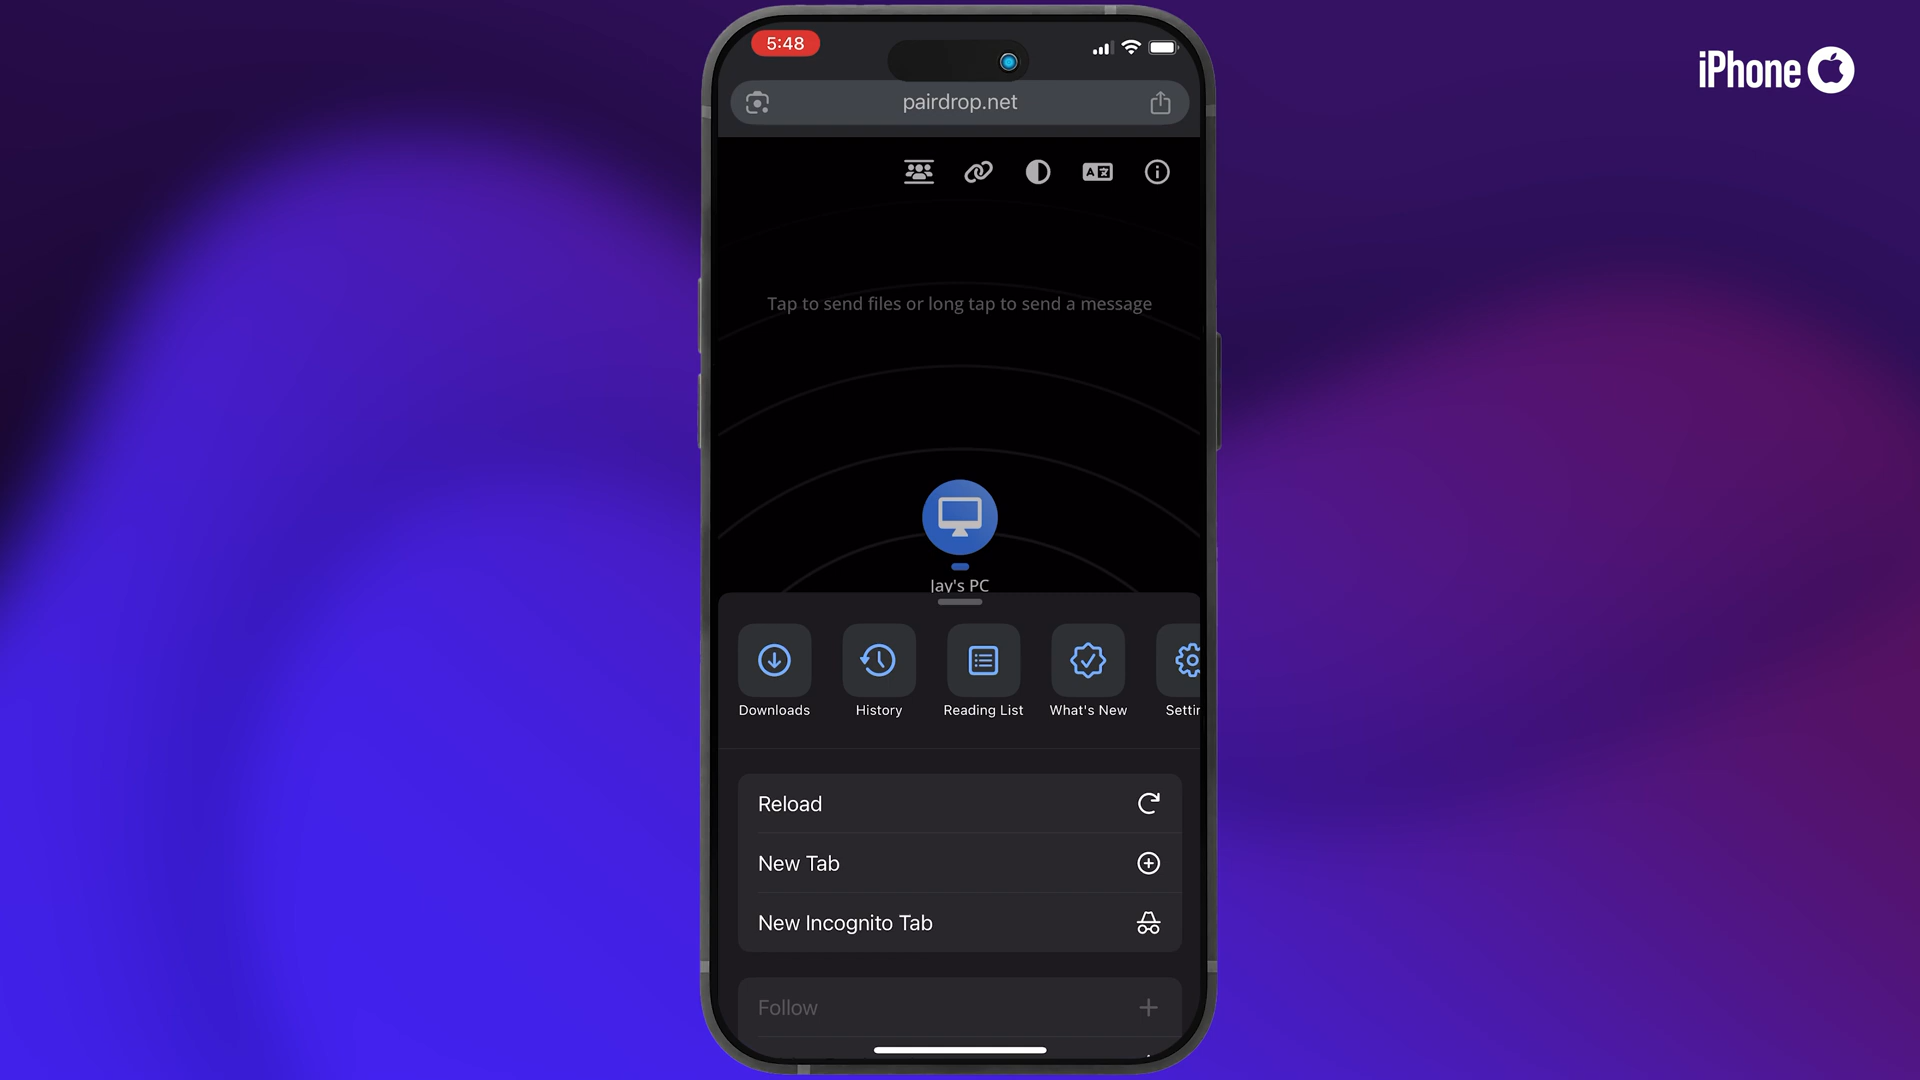 5:48
iPhone
pairdrop.net
Tap to send files or long tap to send a message
Jay's PC
Downloads
History
Reading List
What's New
Settin
Reload
New Tab
New Incognito Tab
Follow